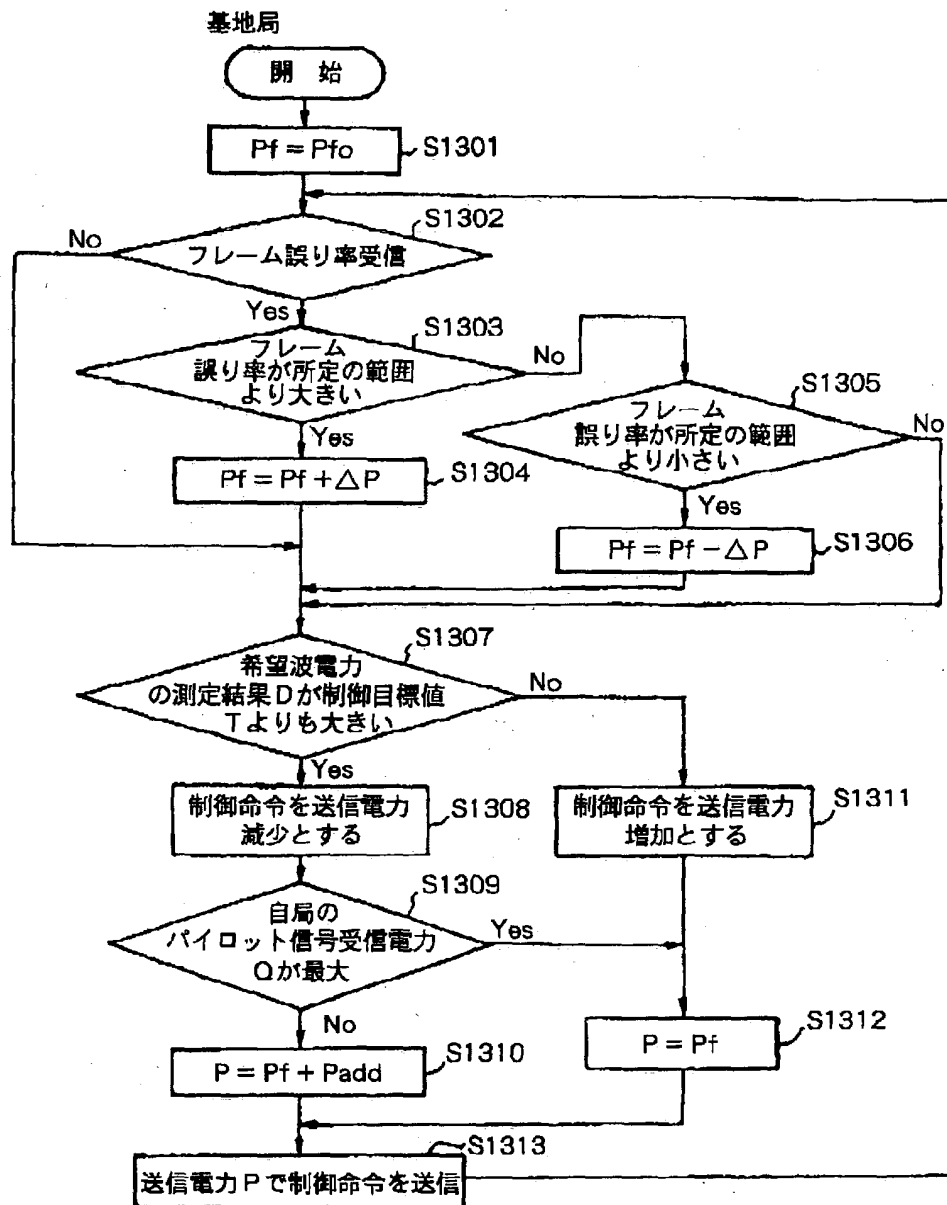 基地局
開 始
Pf = Pfo
S1301
S1302
No
フレーム誤り率受信
Yes
S1303
フレーム
誤り率が所定の範囲
より大きい
No
S1305
フレーム
誤り率が所定の範囲
より小さい
No
Yes
Pf = Pf + △P
S1304
Yes
Pf = Pf − △P
S1306
S1307
希望波電力
の測定結果Dが制御目標値
Tよりも大きい
No
Yes
制御命令を送信電力
減少とする
S1308
制御命令を送信電力
増加とする
S1311
S1309
自局の
パイロット信号受信電力
Qが最大
Yes
No
P = Pf + Padd
S1310
P = Pf
S1312
S1313
送信電力Pで制御命令を送信